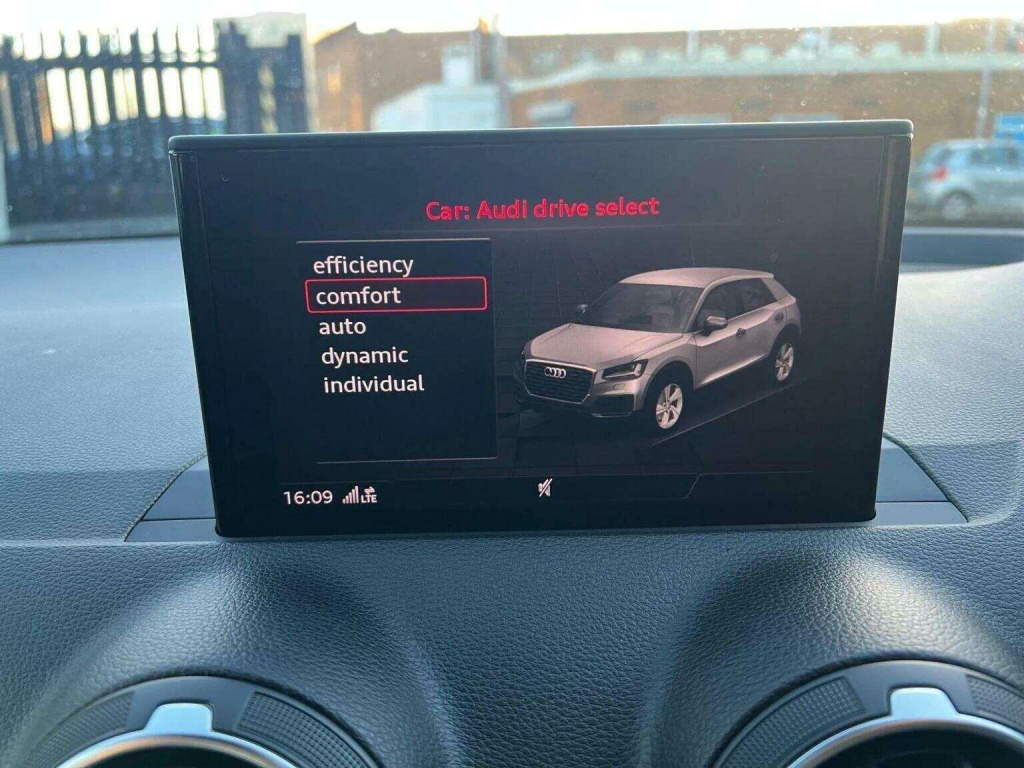 Car: Audi drive select
efficiency
comfort
auto
dynamic
individual
16:09 LTE